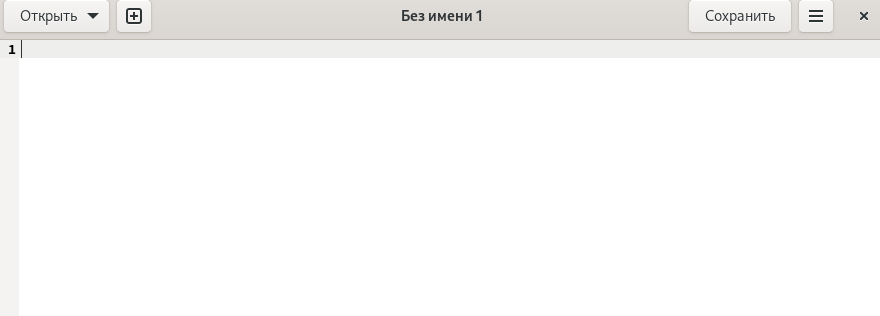 Открыть
Без имени 1
Сохранить
1